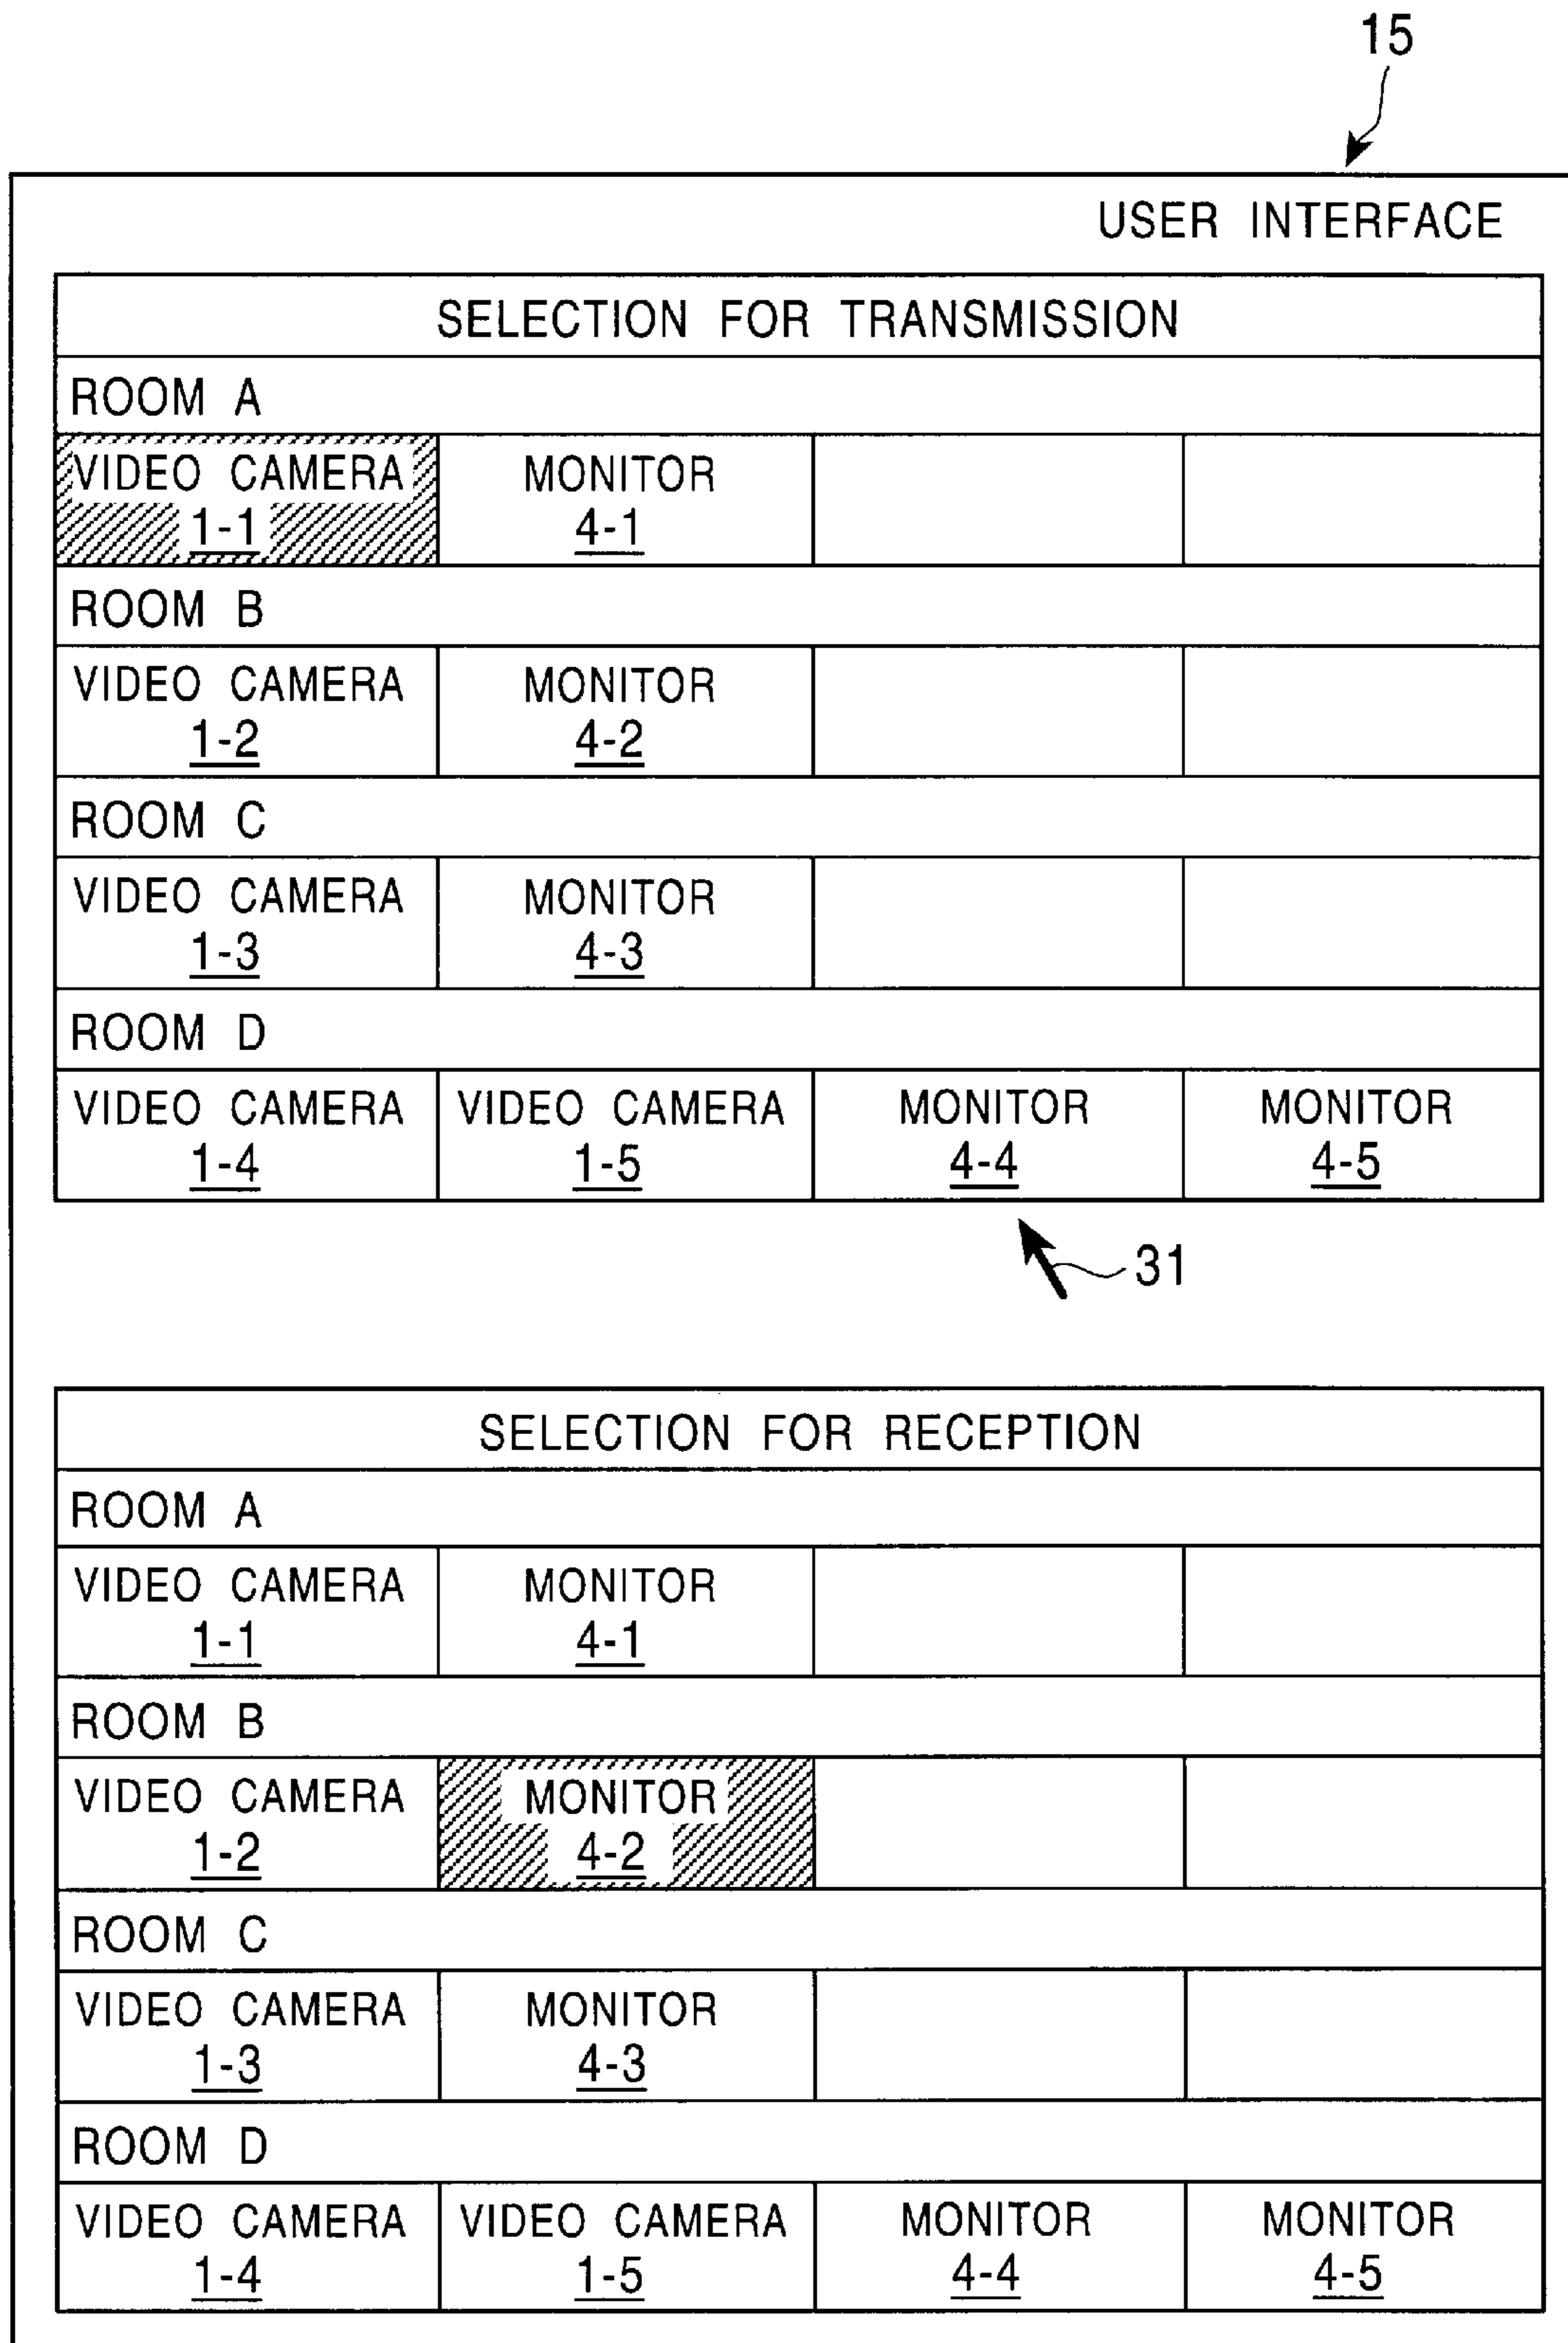 15
USER INTERFACE
SELECTION FOR TRANSMISSION
ROOM A
VIDEO CAMERA MONITOR
1-1 4-1
ROOM B
VIDEO CAMERA MONITOR
1-2 4-2
ROOM C
VIDEO CAMERA MONITOR
1-3 4-3
ROOM D
VIDEO CAMERA VIDEO CAMERA MONITOR MONITOR
1-4 1-5 4-4 4-5
31
SELECTION FOR RECEPTION
ROOM A
VIDEO CAMERA MONITOR
1-1 4-1
ROOM B
VIDEO CAMERA MONITOR
1-2 4-2
ROOM C
VIDEO CAMERA MONITOR
1-3 4-3
ROOM D
VIDEO CAMERA VIDEO CAMERA MONITOR MONITOR
1-4 1-5 4-4 4-5